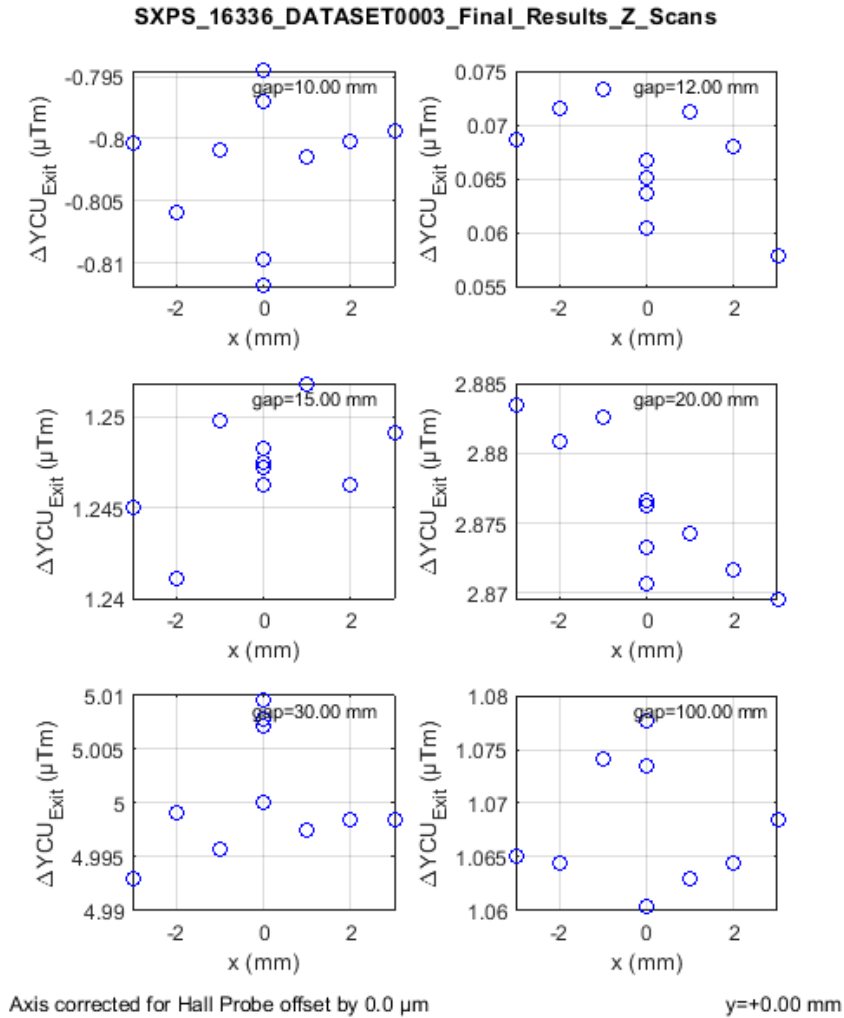 SXPS_16336_DATASET0003_Final_Results_Z_Scans
gap=10.00 mm
ΔYCU_Exit (µTm)
-0.795
-0.8
-0.805
-0.81
-2 0 2
x (mm)
gap=12.00 mm
ΔYCU_Exit (µTm)
0.075
0.07
0.065
0.06
0.055
-2 0 2
x (mm)
gap=15.00 mm
ΔYCU_Exit (µTm)
1.25
1.245
1.24
-2 0 2
x (mm)
gap=20.00 mm
ΔYCU_Exit (µTm)
2.885
2.88
2.875
2.87
-2 0 2
x (mm)
gap=30.00 mm
ΔYCU_Exit (µTm)
5.01
5.005
5
4.995
4.99
-2 0 2
x (mm)
gap=100.00 mm
ΔYCU_Exit (µTm)
1.08
1.075
1.07
1.065
1.06
-2 0 2
x (mm)
Axis corrected for Hall Probe offset by 0.0 µm
y=+0.00 mm